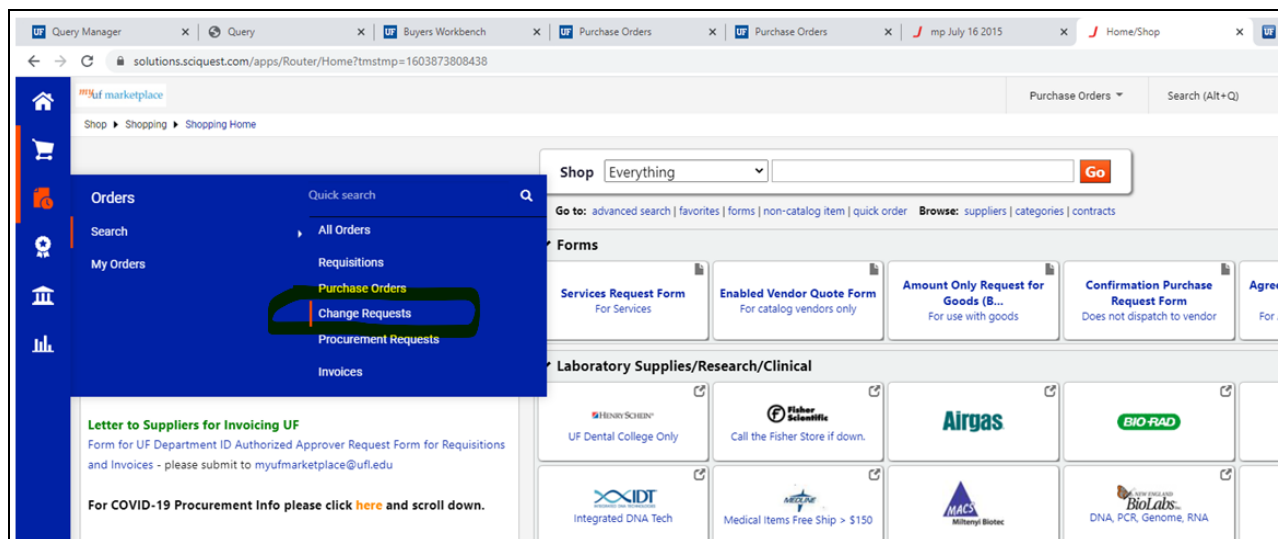 Query Manager
Query
Buyers Workbench
Purchase Orders
Purchase Orders
mp July 16 2015
Home/Shop
solutions.sciquest.com/apps/Router/Home?tmstmp=1603873808438
myuf marketplace
Purchase Orders
Search (Alt+Q)
Shop Shopping Shopping Home
Orders
Search
My Orders
Quick search
All Orders
Requisitions
Purchase Orders
Change Requests
Procurement Requests
Invoices
Letter to Suppliers for Invoicing UF
Form for UF Department ID Authorized Approver Request Form for Requisitions
and Invoices - please submit to myufmarketplace@ufl.edu
For COVID-19 Procurement Info please click here and scroll down.
Shop Everything Go
Go to: advanced search | favorites | forms | non-catalog item | quick order Browse: suppliers | categories | contracts
Forms
Services Request Form
For Services
Enabled Vendor Quote Form
For catalog vendors only
Amount Only Request for
Goods (B...
For use with goods
Confirmation Purchase
Request Form
Does not dispatch to vendor
Agree
For
Laboratory Supplies/Research/Clinical
HENRY SCHEIN
UF Dental College Only
Fisher
Scientific
Call the Fisher Store if down.
Airgas
BIO-RAD
IDT
INTEGRATED DNA TECHNOLOGIES
Integrated DNA Tech
MEDLINE
Medical Items Free Ship > $150
MACS
Miltenyi Biotec
NEW ENGLAND
BioLabs
DNA, PCR, Genome, RNA